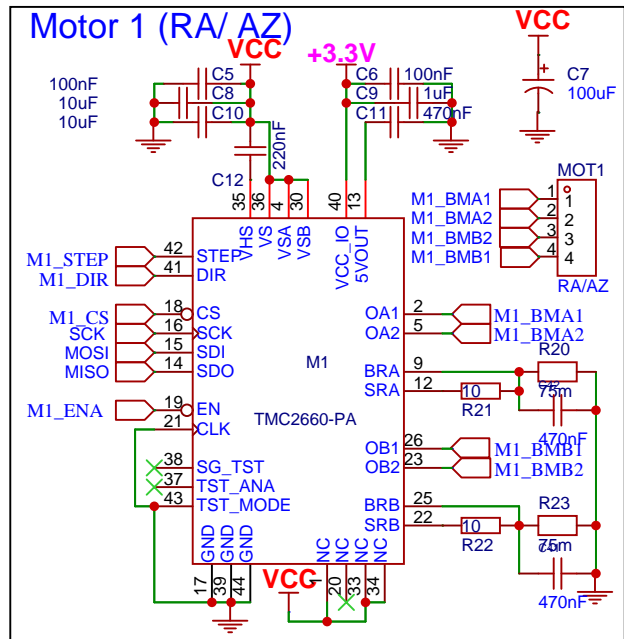 Motor 1 (RA/ AZ)
VCC
+3.3V
VCC
100nF
C5
C6
100nF
10uF
C8
C9
1uF
10uF
C10
C11
470nF
C7
100uF
220nF
C12
35
36
4
30
40
13
VHS
VS
VSA
VSB
VCC_IO
5VOUT
MOT1
M1_BMA1
1
1
M1_BMA2
2
2
M1_BMB2
3
3
M1_BMB1
4
4
RA/AZ
M1_STEP
42
STEP
M1_DIR
41
DIR
M1_CS
18
CS
SCK
16
SCK
MOSI
15
SDI
MISO
14
SDO
M1_ENA
19
EN
21
CLK
38
SG_TST
37
TST_ANA
43
TST_MODE
M1
TMC2660-PA
OA1
2
M1_BMA1
OA2
5
M1_BMA2
BRA
9
SRA
12
10
R21
R20
75m
470nF
OB1
26
M1_BMB1
OB2
23
M1_BMB2
BRB
25
SRB
22
10
R22
R23
75m
470nF
GND
GND
GND
17
39
44
VCC
NC
NC
NC
NC
1
20
33
34